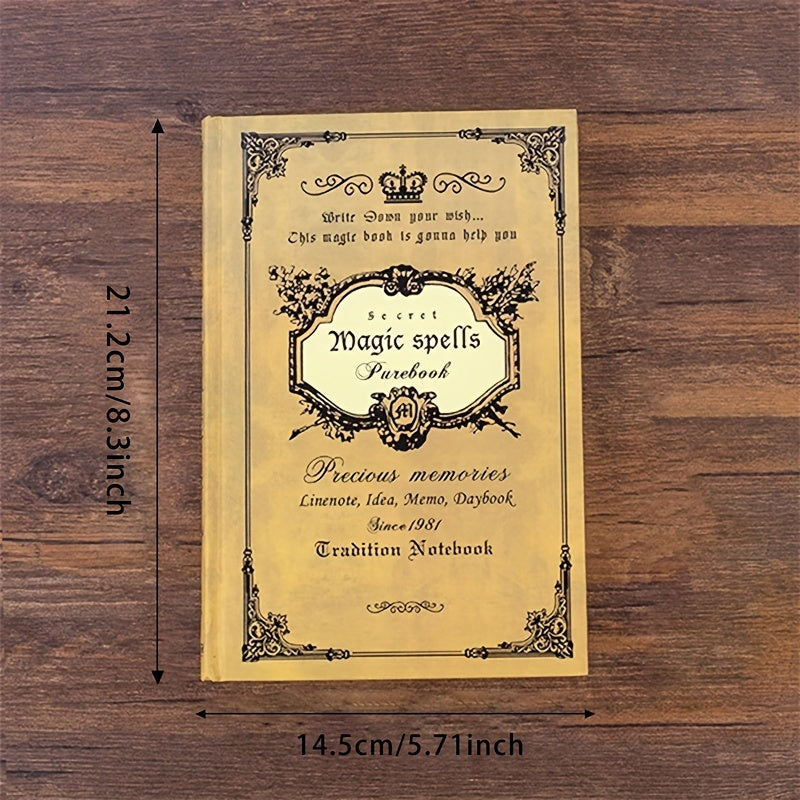 Write Down your wish...
This magic book is gonna help you
Secret
Magic spells
Purebook
M
Precious memories
Linenote, Idea, Memo, Daybook
Since 1981
Tradition Notebook
21.2cm/8.3inch
14.5cm/5.71inch